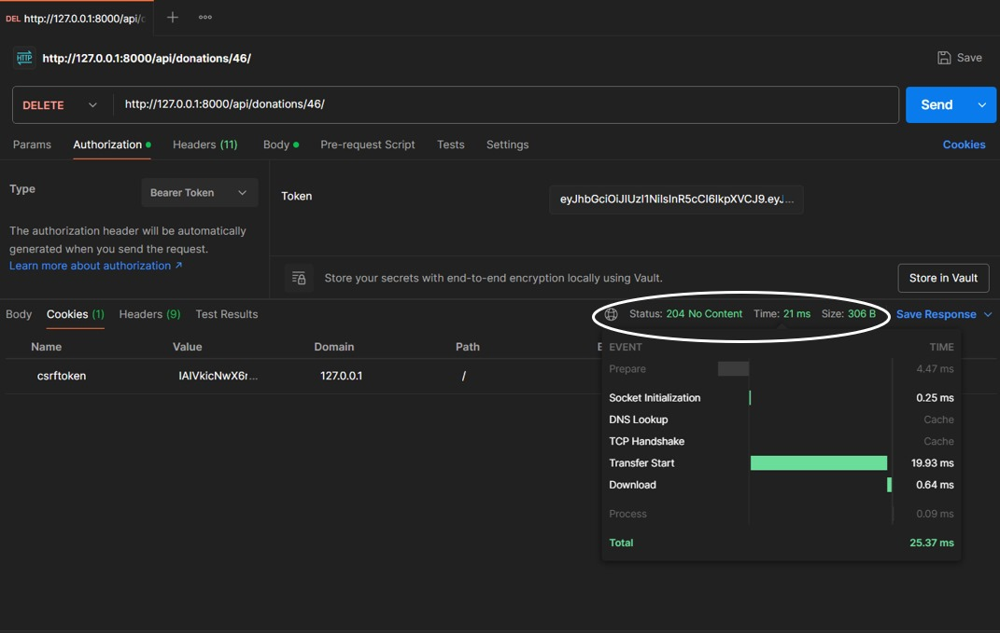 DEL http://127.0.0.1:8000/api/
HTTP http://127.0.0.1:8000/api/donations/46/ Save
DELETE http://127.0.0.1:8000/api/donations/46/ Send
Params Authorization Headers (11) Body Pre-request Script Tests Settings Cookies
Type Bearer Token
Token
The authorization header will be automatically
generated when you send the request.
Learn more about authorization ↗
Store your secrets with end-to-end encryption locally using Vault. Store in Vault
Body Cookies (1) Headers (9) Test Results Status: 204 No Content Time: 21 ms Size: 306 B Save Response
Name Value Domain Path E
csrftoken 127.0.0.1 /
EVENT TIME
Prepare 4.47 ms
Socket Initialization 0.25 ms
DNS Lookup Cache
TCP Handshake Cache
Transfer Start 19.93 ms
Download 0.64 ms
Process 0.09 ms
Total 25.37 ms